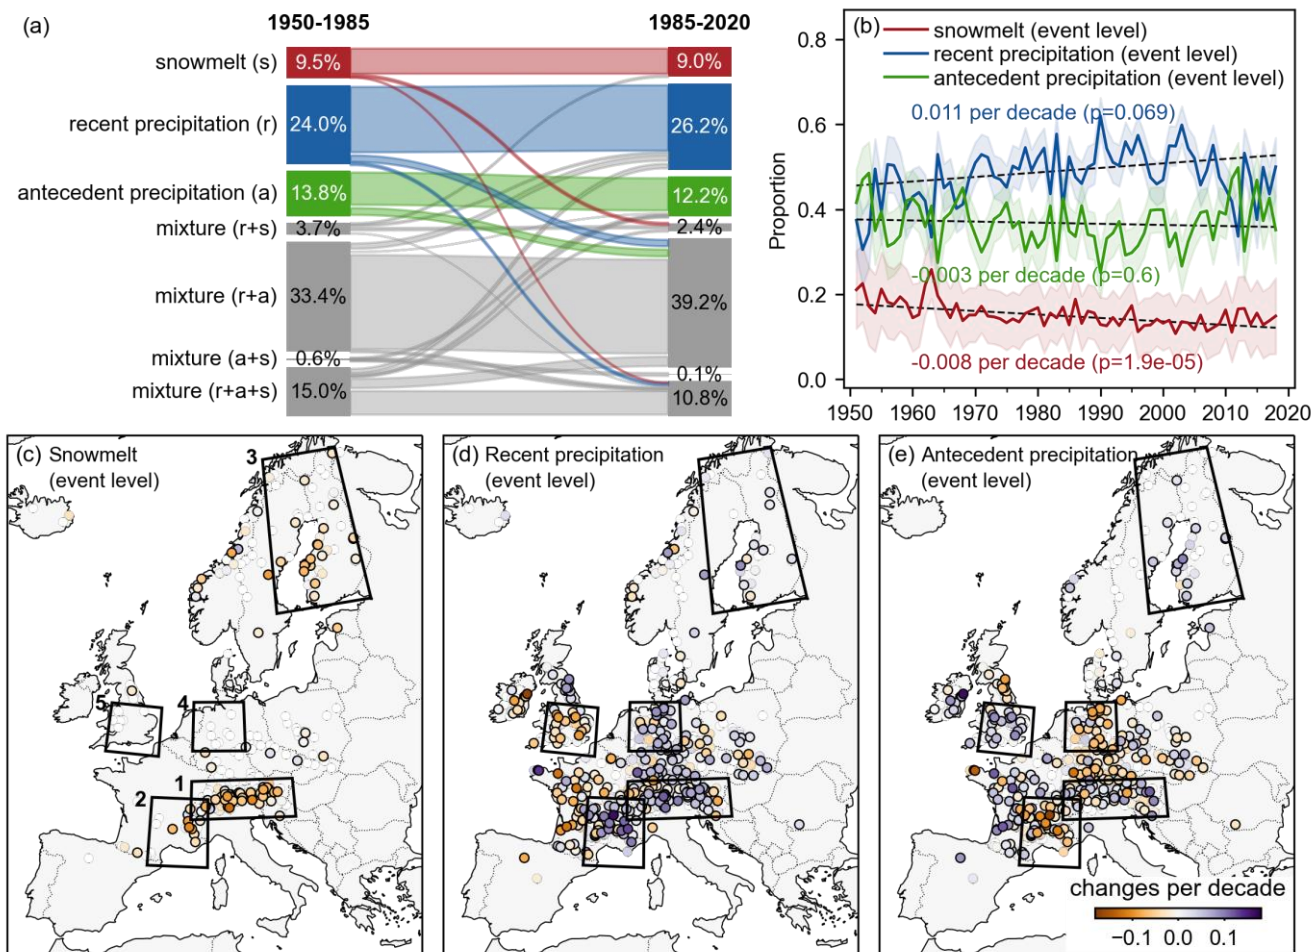 (a)
1950-1985
1985-2020
snowmelt (s)
9.5%
9.0%
recent precipitation (r)
24.0%
26.2%
antecedent precipitation (a)
13.8%
12.2%
mixture (r+s)
3.7%
2.4%
mixture (r+a)
33.4%
39.2%
mixture (a+s)
0.6%
0.1%
mixture (r+a+s)
15.0%
10.8%
(b)
snowmelt (event level)
recent precipitation (event level)
antecedent precipitation (event level)
0.011 per decade (p=0.069)
-0.003 per decade (p=0.6)
-0.008 per decade (p=1.9e-05)
Proportion
0.8
0.6
0.4
0.2
0.0
1950 1960 1970 1980 1990 2000 2010 2020
(c) Snowmelt
(event level)
3
5
4
1
2
(d) Recent precipitation
(event level)
(e) Antecedent precipitation
(event level)
changes per decade
−0.1 0.0 0.1